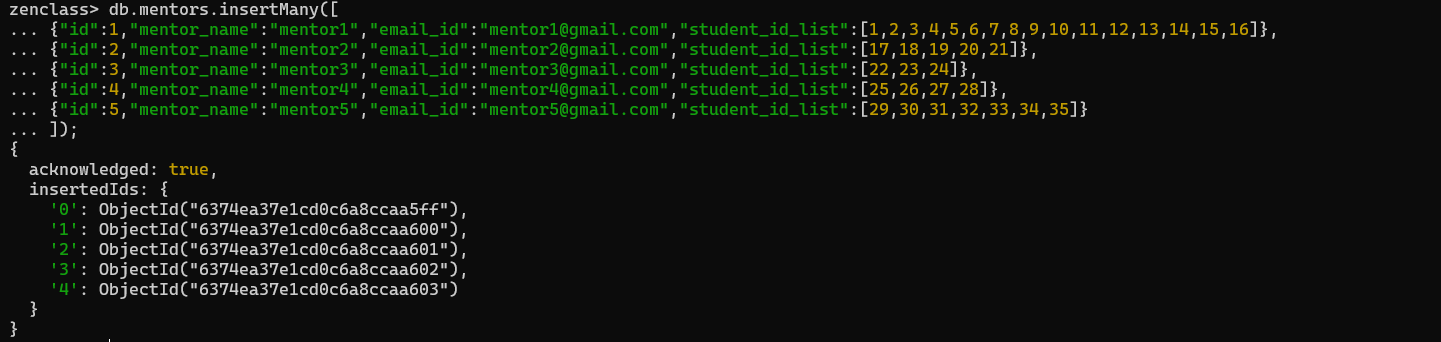 zenclass> db.mentors.insertMany([
... {"id":1,"mentor_name":"mentor1","email_id":"mentor1@gmail.com","student_id_list":[1,2,3,4,5,6,7,8,9,10,11,12,13,14,15,16]},
... {"id":2,"mentor_name":"mentor2","email_id":"mentor2@gmail.com","student_id_list":[17,18,19,20,21]},
... {"id":3,"mentor_name":"mentor3","email_id":"mentor3@gmail.com","student_id_list":[22,23,24]},
... {"id":4,"mentor_name":"mentor4","email_id":"mentor4@gmail.com","student_id_list":[25,26,27,28]},
... {"id":5,"mentor_name":"mentor5","email_id":"mentor5@gmail.com","student_id_list":[29,30,31,32,33,34,35]}
... ]);
{
  acknowledged: true,
  insertedIds: {
    '0': ObjectId("6374ea37e1cd0c6a8ccaa5ff"),
    '1': ObjectId("6374ea37e1cd0c6a8ccaa600"),
    '2': ObjectId("6374ea37e1cd0c6a8ccaa601"),
    '3': ObjectId("6374ea37e1cd0c6a8ccaa602"),
    '4': ObjectId("6374ea37e1cd0c6a8ccaa603")
  }
}